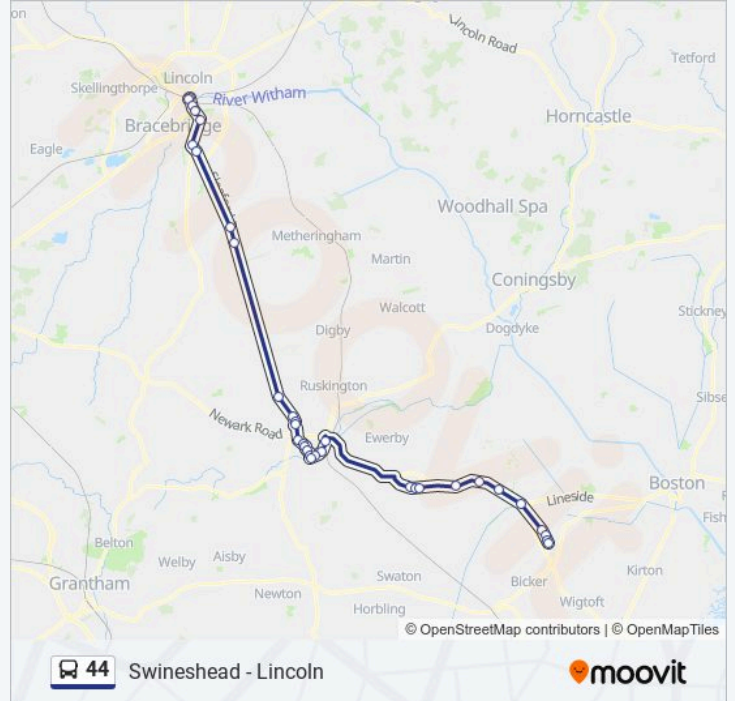 on
Lincoln Road
Tetford
Lincoln
Skellingthorpe
River Witham
Horncastle
Bracebridge
Eagle
Woodhall Spa
Metheringham
Martin
Coningsby
Walcott
Stickney
Digby
Dogdyke
Ruskington
Sibse
Newark Road
Ewerby
Boston
Lineside
Fish
Belton
Aisby
Welby
Kirton
Grantham
Swaton
Bicker
Newton
Horbling
Wigtoft
© OpenStreetMap contributors | © OpenMapTiles
44 Swineshead - Lincoln
moovit